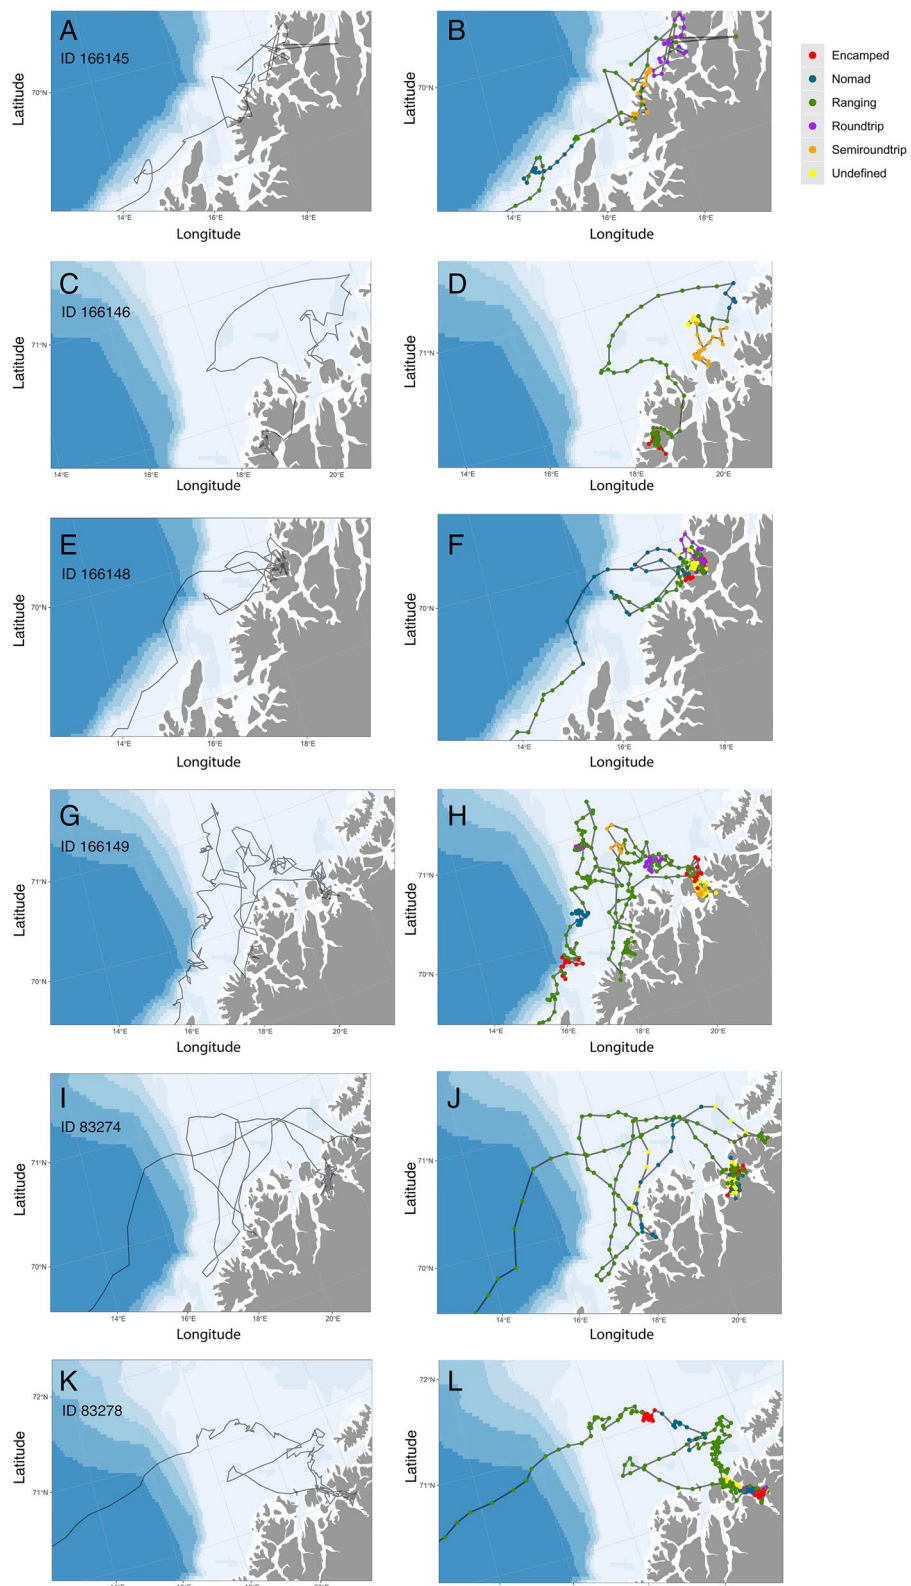 A
ID 166145
Latitude
70°N
14°E
16°E
18°E
Longitude
B
Latitude
70°N
14°E
16°E
18°E
Longitude
Encamped
Nomad
Ranging
Roundtrip
Semiroundtrip
Undefined
C
ID 166146
Latitude
71°N
14°E
16°E
18°E
20°E
Longitude
D
Latitude
71°N
14°E
16°E
18°E
20°E
Longitude
E
ID 166148
Latitude
70°N
14°E
16°E
18°E
Longitude
F
Latitude
70°N
14°E
16°E
18°E
Longitude
G
ID 166149
Latitude
71°N
70°N
14°E
16°E
18°E
20°E
Longitude
H
Latitude
71°N
70°N
14°E
16°E
18°E
20°E
Longitude
I
ID 83274
Latitude
71°N
70°N
14°E
16°E
18°E
20°E
Longitude
J
Latitude
71°N
70°N
14°E
16°E
18°E
20°E
Longitude
K
ID 83278
Latitude
72°N
71°N
L
Latitude
72°N
71°N